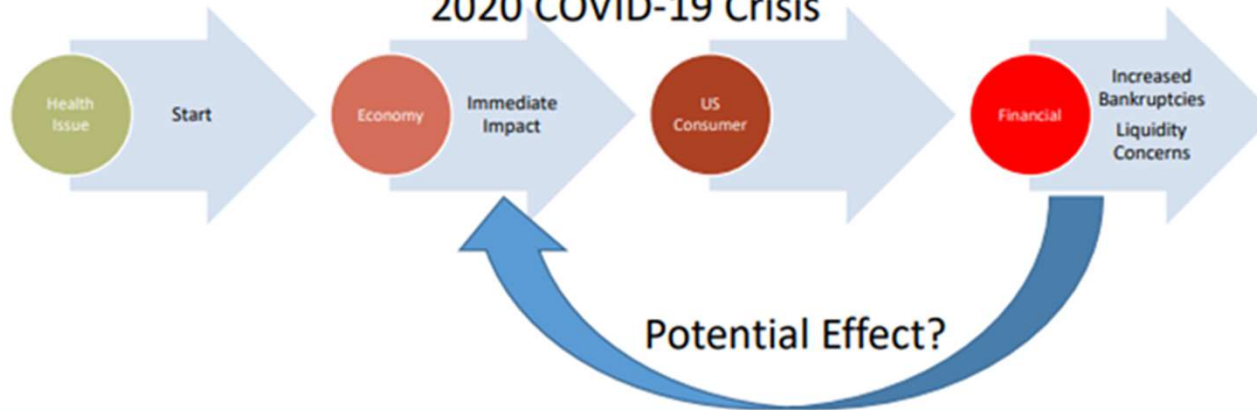 2020 COVID-19 Crisis
Health
Issue
Start
Economy
Immediate
Impact
US
Consumer
Financial
Increased
Bankruptcies
Liquidity
Concerns
Potential Effect?